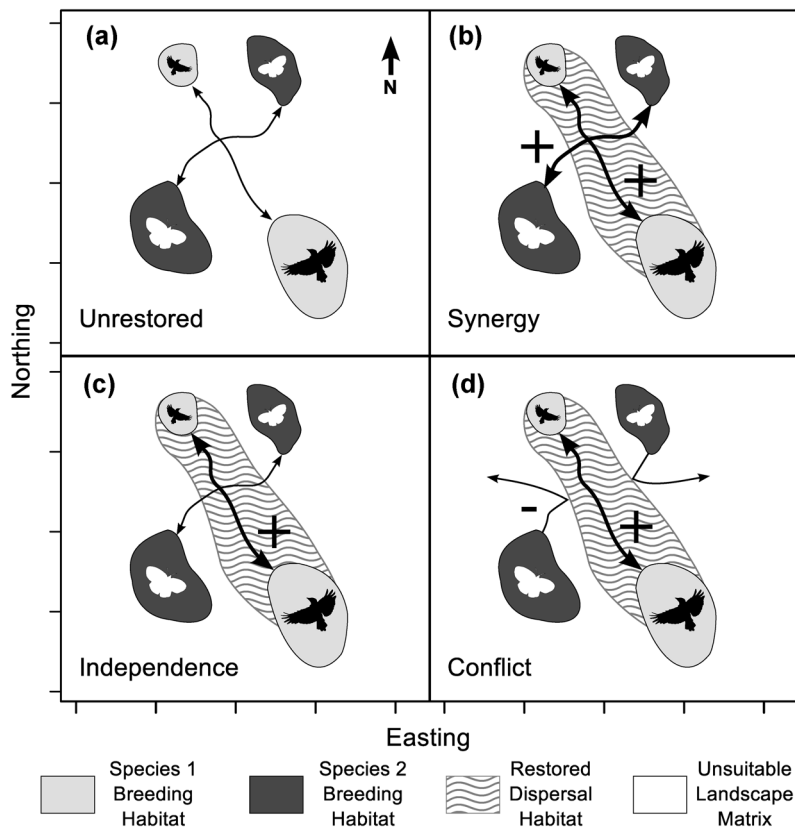 (a)
N
Unrestored
(b)
+
+
Synergy
(c)
+
Independence
(d)
-
+
Conflict
Northing
Easting
Species 1
Breeding
Habitat
Species 2
Breeding
Habitat
Restored
Dispersal
Habitat
Unsuitable
Landscape
Matrix